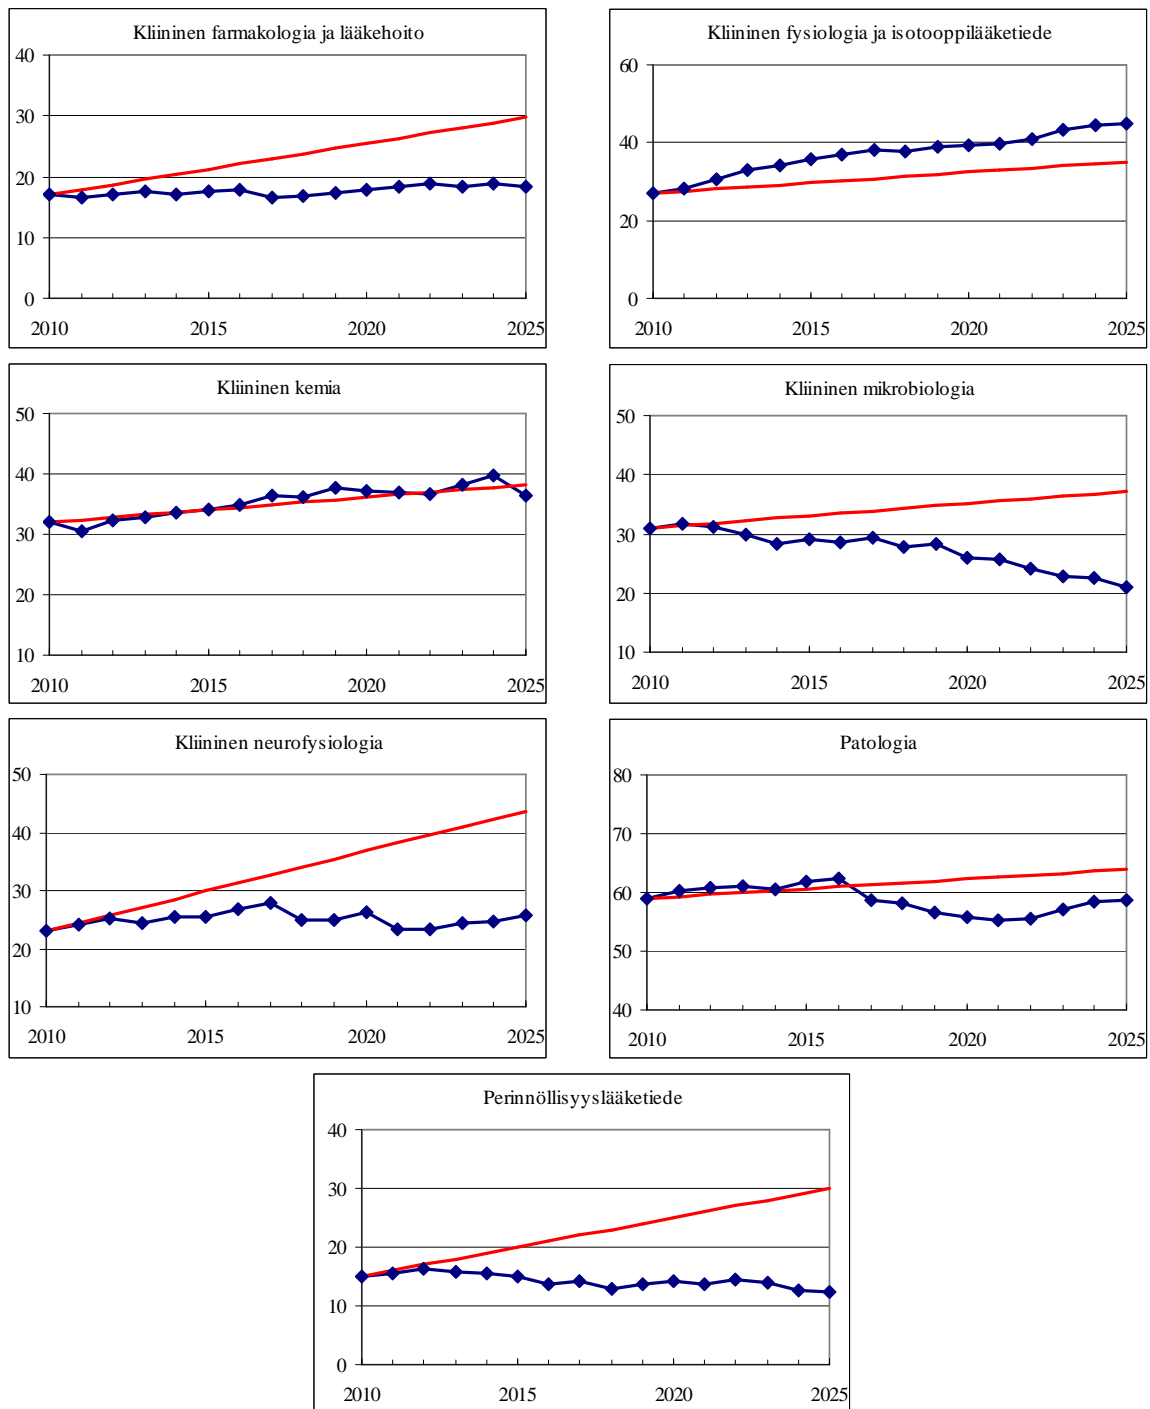 Kliininen farmakologia ja lääkehoito
40
30
20
10
0
2010 2015 2020 2025
Kliininen fysiologia ja isotooppilääketiede
60
40
20
0
2010 2015 2020 2025
Kliininen kemia
50
40
30
20
10
2010 2015 2020 2025
Kliininen mikrobiologia
50
40
30
20
10
2010 2015 2020 2025
Kliininen neurofysiologia
50
40
30
20
10
2010 2015 2020 2025
Patologia
80
70
60
50
40
2010 2015 2020 2025
Perinnöllisyyslääketiede
40
30
20
10
0
2010 2015 2020 2025